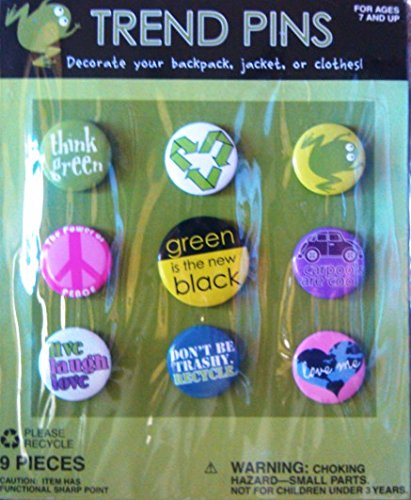 TREND PINS
FOR AGES
7 AND UP
Decorate your backpack, jacket, or clothes!
think
green
The Power of
PEACE
green
is the new
black
carpools
are cool
live
laugh
love
DON'T BE
TRASHY.
RECYCLE.
love me
PLEASE
RECYCLE
9 PIECES
CAUTION: ITEM HAS
FUNCTIONAL SHARP POINT
WARNING: CHOKING
HAZARD—SMALL PARTS.
NOT FOR CHILDREN UNDER 3 YEARS